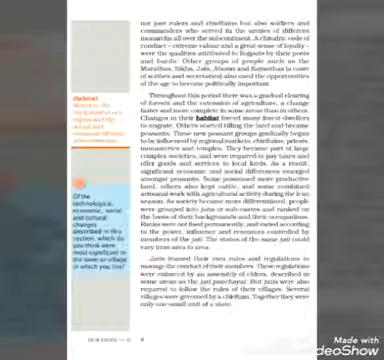 not just rulers and chieftains but also soldiers and
commanders who served in the armies of different
monarchs all over the subcontinent. A chivalric code of
conduct – extreme valour and a great sense of loyalty –
were the qualities attributed to Rajputs by their poets
and bards. Other groups of people such as the
Marathas, Sikhs, Jats, Ahoms and Kayasthas (a caste
of scribes and secretaries) also used the opportunities
of the age to become politically important.
Throughout this period there was a gradual clearing
of forests and the extension of agriculture, a change
faster and more complete in some areas than in others.
Changes in their habitat forced many forest-dwellers
to migrate. Others started tilling the land and became
peasants. These new peasant groups gradually began
to be influenced by regional markets, chieftains, priests,
monasteries and temples. They became part of large
complex societies, and were required to pay taxes and
offer goods and services to local lords. As a result,
significant economic and social differences emerged
amongst peasants. Some possessed more productive
land, others also kept cattle, and some combined
artisanal work with agricultural activity during the lean
season. As society became more differentiated, people
were grouped into jatis or sub-castes and ranked on
the basis of their backgrounds and their occupations.
Ranks were not fixed permanently, and varied according
to the power, influence and resources controlled by
members of the jati. The status of the same jati could
vary from area to area.
Jatis framed their own rules and regulations to
manage the conduct of their members. These regulations
were enforced by an assembly of elders, described in
some areas as the jati panchayat. But jatis were also
required to follow the rules of their villages. Several
villages were governed by a chieftain. Together they were
only one small unit of a state.
Habitat
?
Of the
technological,
economic, social
and cultural
changes
described in this
section, which do
you think were
most significant in
the town or village
in which you live?
OUR PASTS – II
Made with
VideoShow